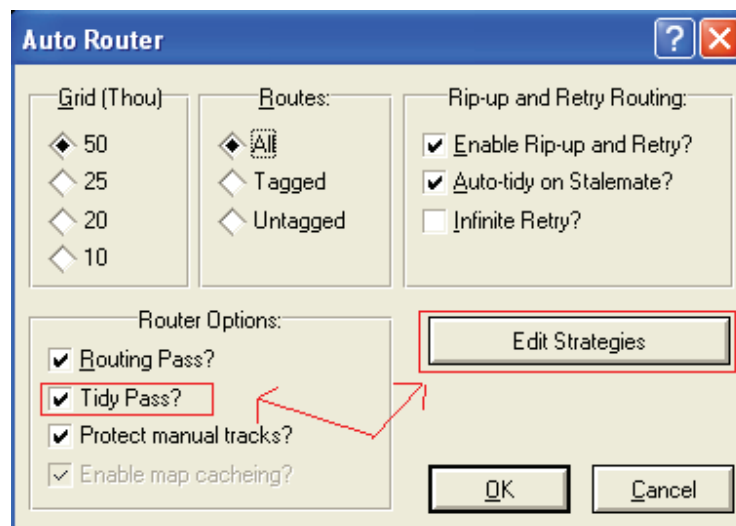 Auto Router
Grid (Thou)
50
25
20
10
Routes:
All
Tagged
Untagged
Rip-up and Retry Routing:
Enable Rip-up and Retry?
Auto-tidy on Stalemate?
Infinite Retry?
Router Options:
Routing Pass?
Tidy Pass?
Protect manual tracks?
Enable map cacheing?
Edit Strategies
OK
Cancel